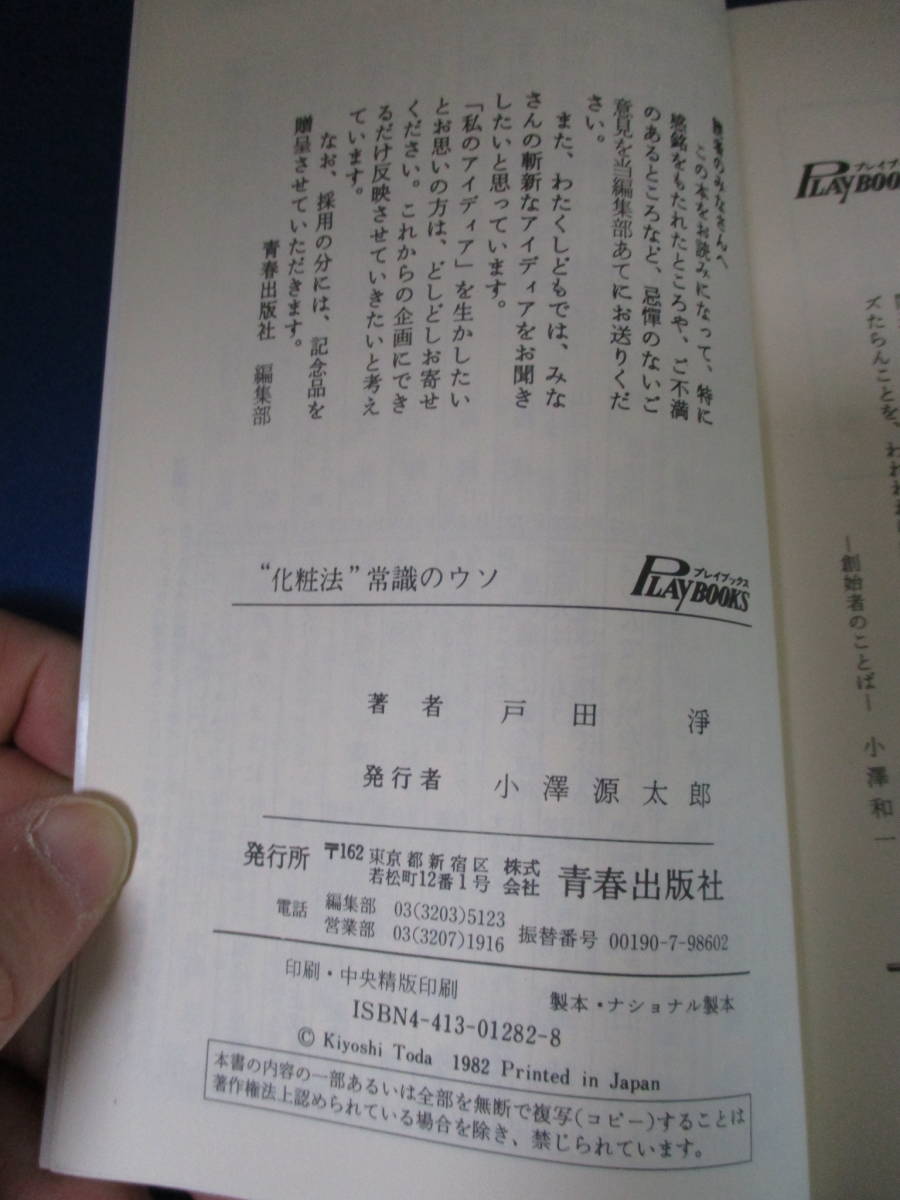 読者のみなさんへ
この本をお読みになって、特に
感銘をもたれたところや、ご不満
のあるところなど、忌憚のないご
意見を当編集部あてにお送りくだ
さい。
また、わたくしどもでは、みな
さんの斬新なアイディアをお聞き
したいと思っています。
「私のアイディア」を生かしたい
とお思いの方は、どしどしお寄せ
ください。これからの企画にでき
るだけ反映させていきたいと考え
ています。
なお、採用の分には、記念品を
贈呈させていただきます。
青春出版社 編集部
“化粧法”常識のウソ
プレイブックス
PLAYBOOKS
著者 戸田 淨
発行者 小澤源太郎
発行所 〒162 東京都新宿区若松町12番1号 株式会社 青春出版社
電話 編集部 03(3203)5123
営業部 03(3207)1916 振替番号 00190-7-98602
印刷・中央精版印刷 製本・ナショナル製本
ISBN4-413-01282-8
© Kiyoshi Toda 1982 Printed in Japan
本書の内容の一部あるいは全部を無断で複写(コピー)することは
著作権法上認められている場合を除き、禁じられています。
プレイブ
PLAYBOO
ズたらんことを、われわれは
―創始者のことば― 小澤和一